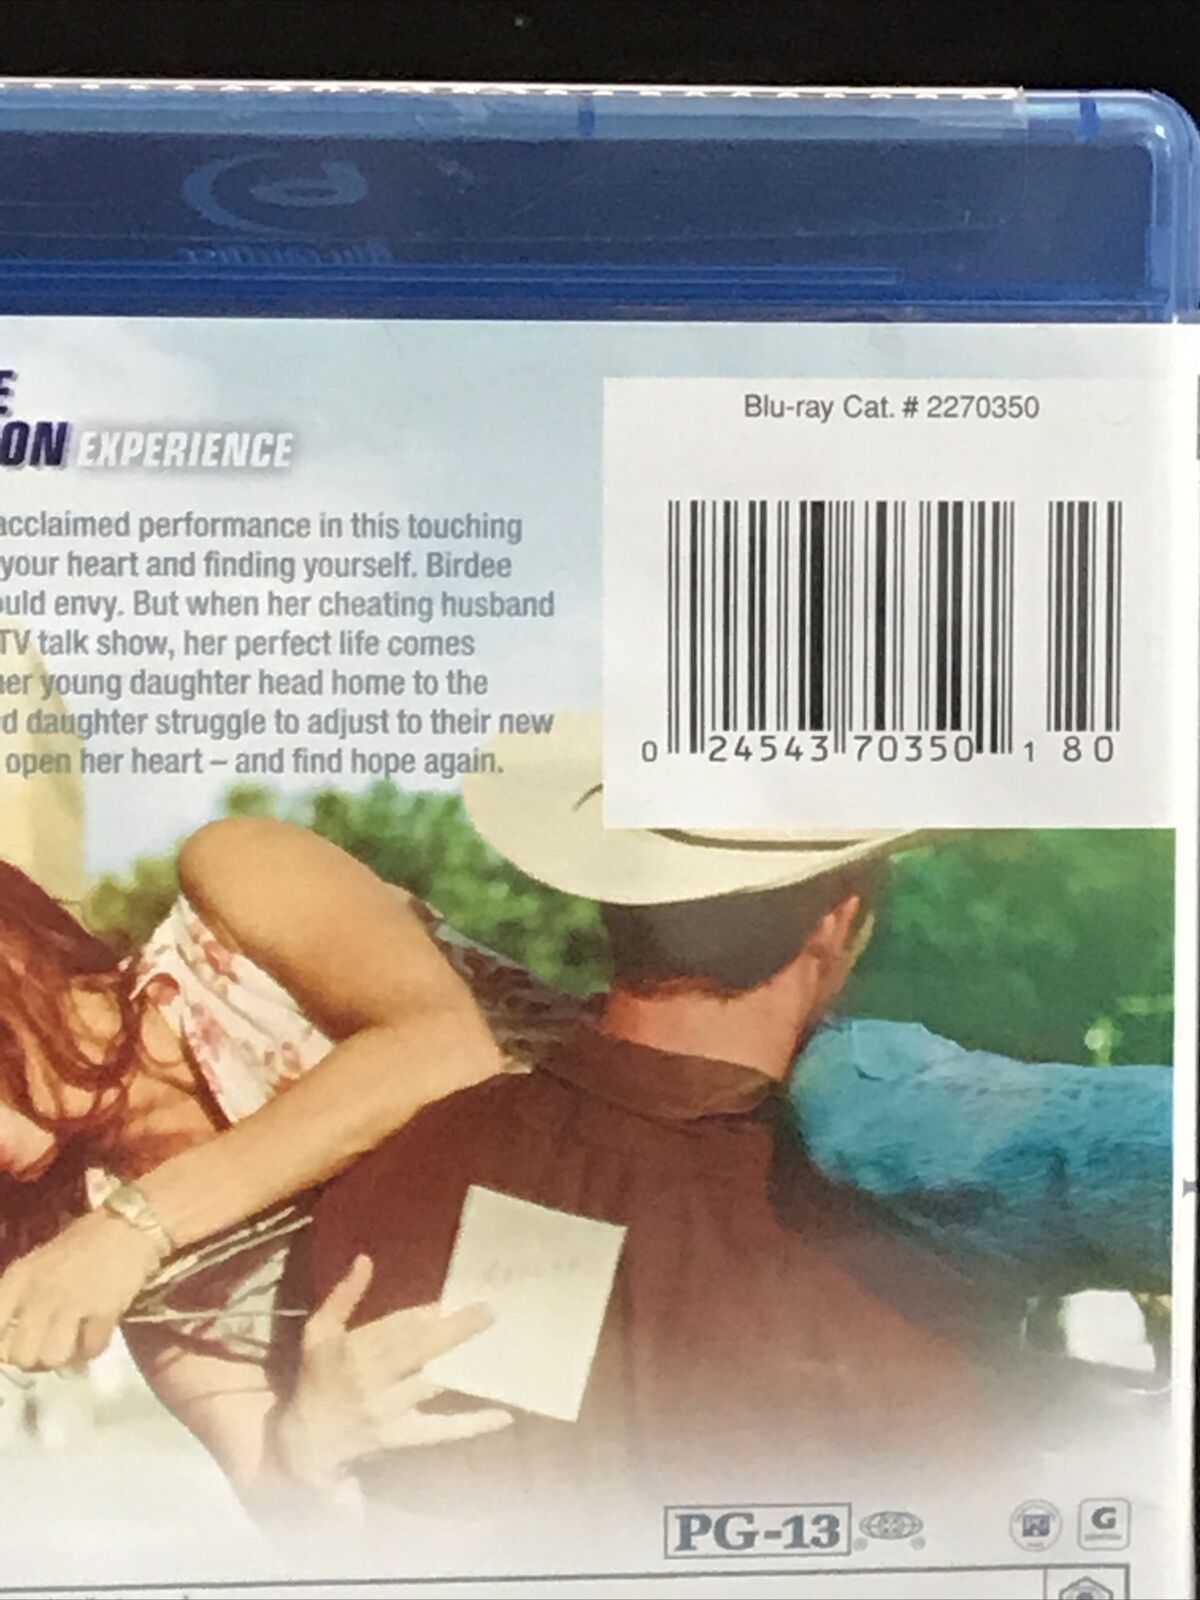 Blu-ray Cat. # 2270350
E
ON EXPERIENCE
acclaimed performance in this touching
your heart and finding yourself. Birdee
ould envy. But when her cheating husband
TV talk show, her perfect life comes
her young daughter head home to the
d daughter struggle to adjust to their new
open her heart – and find hope again.
0 24543 70350 1 80
PG-13
PG
G